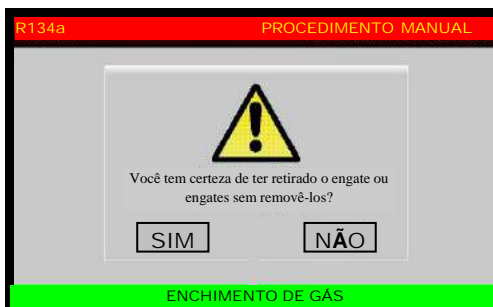 R134a PROCEDIMENTO MANUAL
Você tem certeza de ter retirado o engate ou
engates sem removê-los?
SIM NÃO
ENCHIMENTO DE GÁS